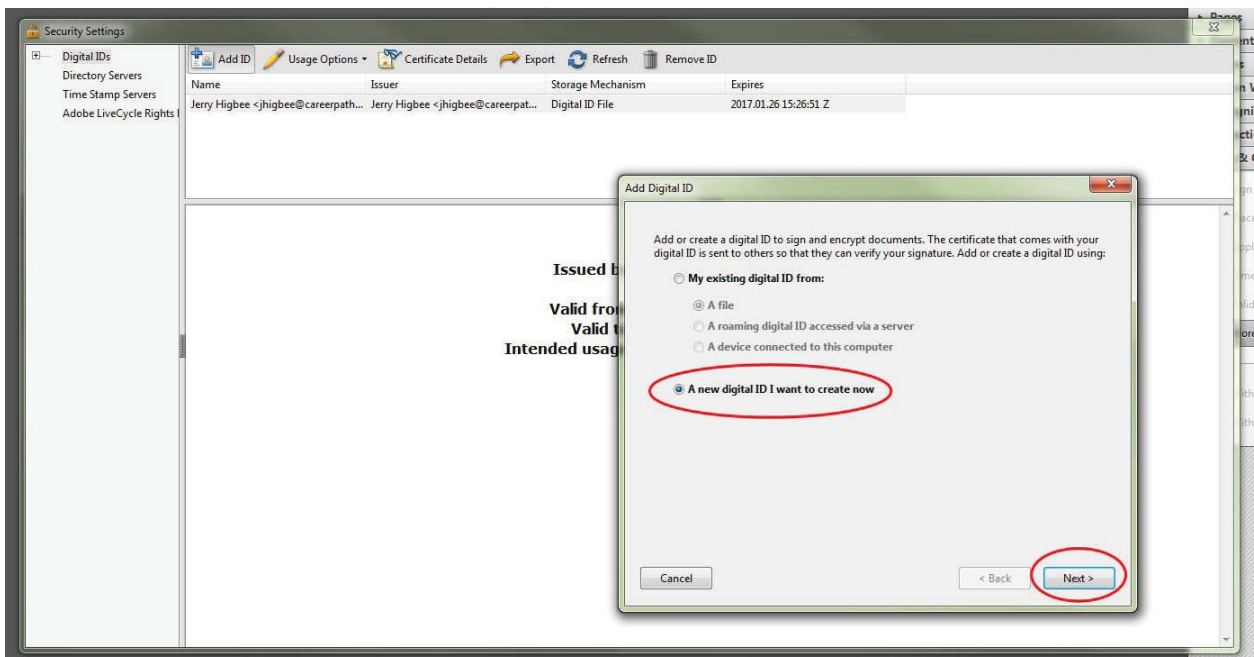 Pages
Security Settings
Digital IDs
Directory Servers
Time Stamp Servers
Adobe LiveCycle Rights
Add ID Usage Options Certificate Details Export Refresh Remove ID
Name Issuer Storage Mechanism Expires
Jerry Higbee <jhigbee@careerpath... Jerry Higbee <jhigbee@careerpat... Digital ID File 2017.01.26 15:26:51 Z
Issued
Valid
Valid
Intended
Add Digital ID
Add or create a digital ID to sign and encrypt documents. The certificate that comes with your
digital ID is sent to others so that they can verify your signature. Add or create a digital ID using:
My existing digital ID from:
A file
A roaming digital ID accessed via a server
A device connected to this computer
A new digital ID I want to create now
Cancel < Back Next >